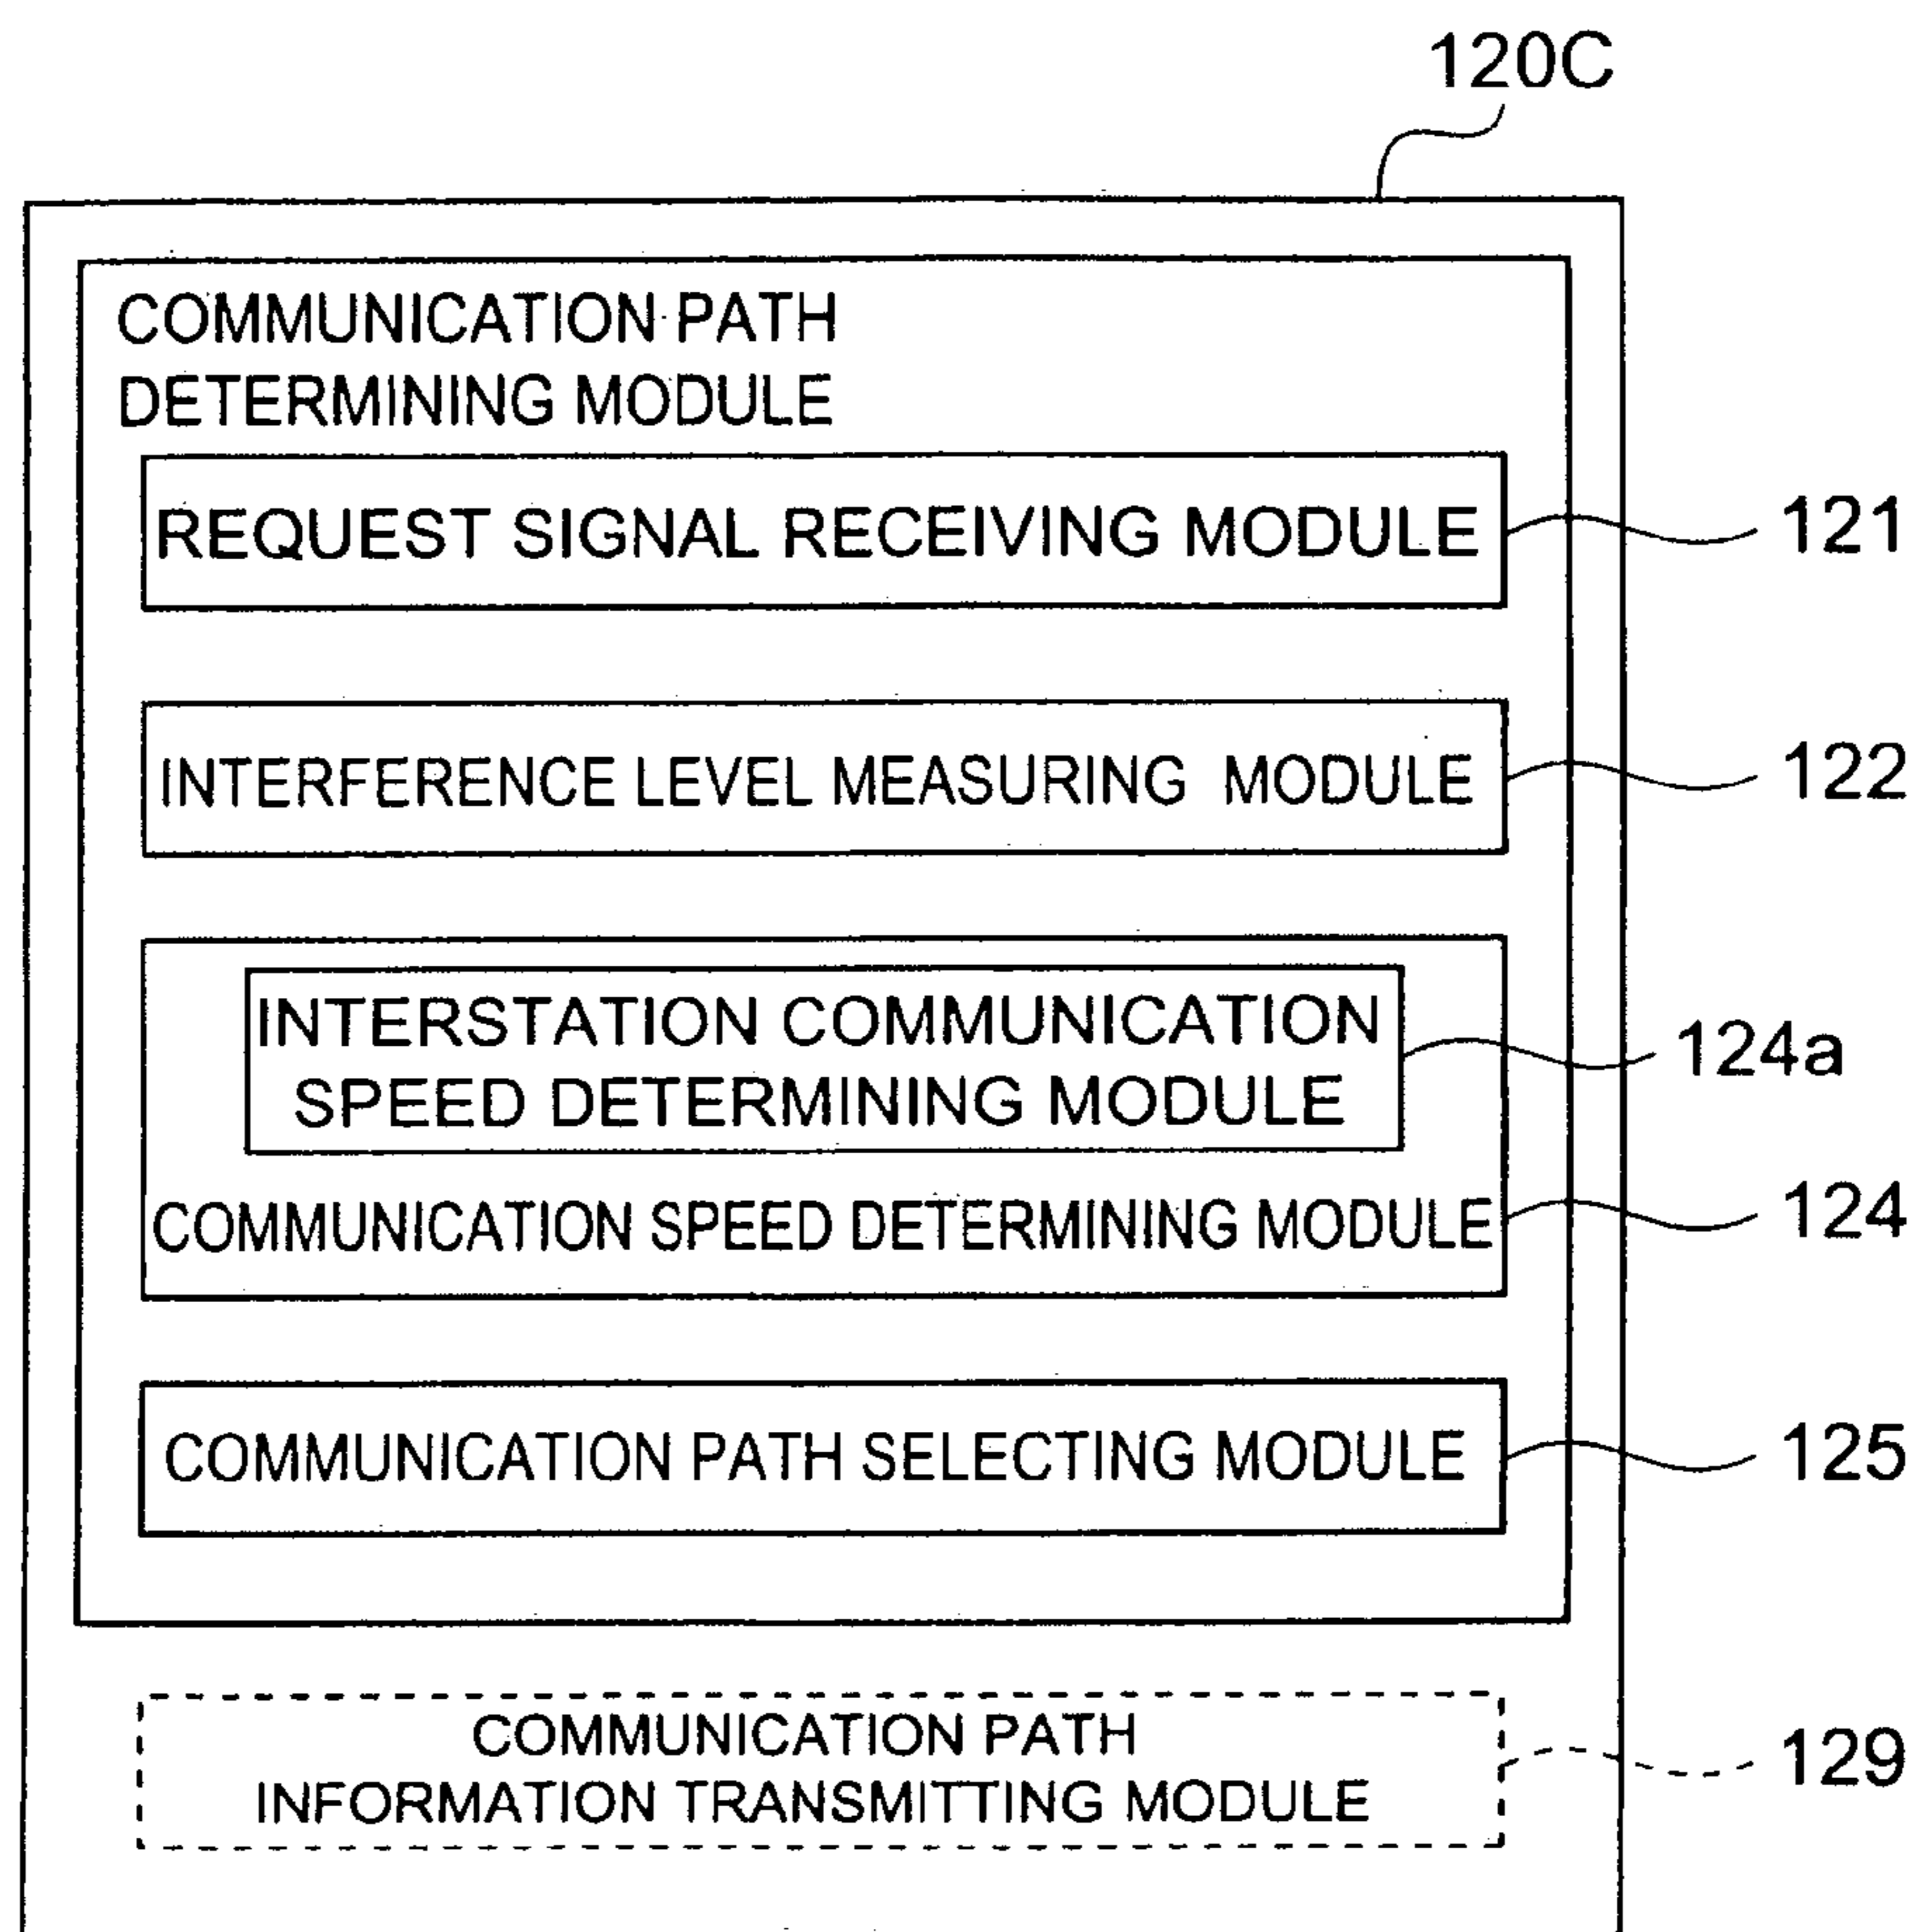 120C
COMMUNICATION PATH
DETERMINING MODULE
REQUEST SIGNAL RECEIVING MODULE
121
INTERFERENCE LEVEL MEASURING MODULE
122
INTERSTATION COMMUNICATION
SPEED DETERMINING MODULE
124a
COMMUNICATION SPEED DETERMINING MODULE
124
COMMUNICATION PATH SELECTING MODULE
125
COMMUNICATION PATH
INFORMATION TRANSMITTING MODULE
129